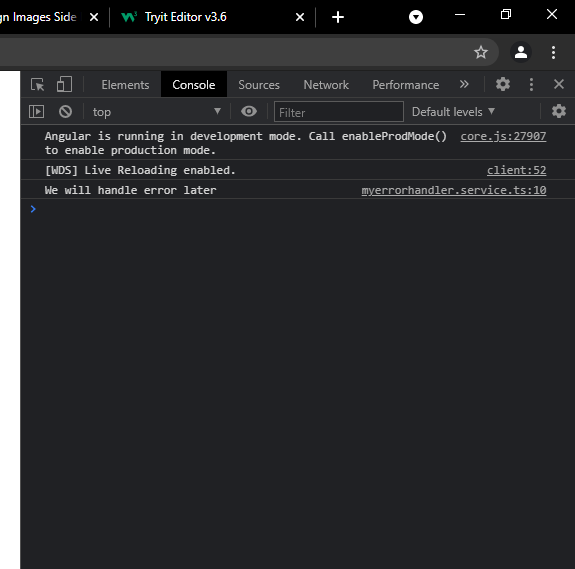 gn Images Side
Tryit Editor v3.6
Elements Console Sources Network Performance
top Filter Default levels
Angular is running in development mode. Call enableProdMode() core.js:27907
to enable production mode.
[WDS] Live Reloading enabled. client:52
We will handle error later myerrorhandler.service.ts:10